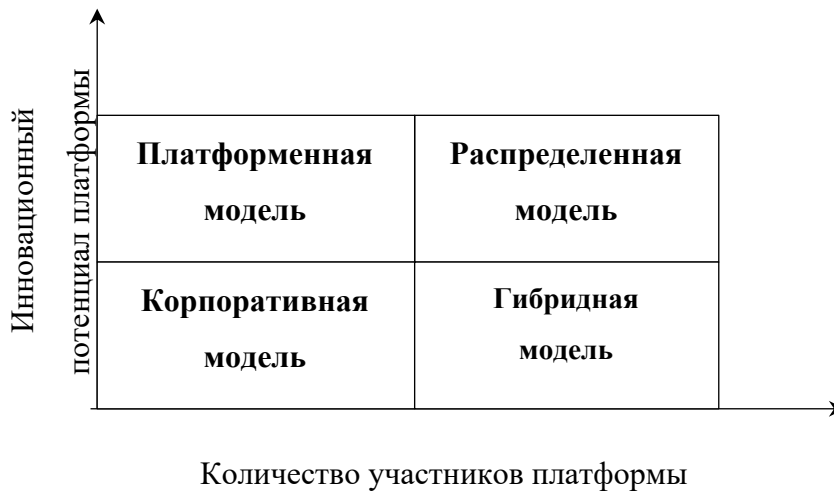 Инновационный
потенциал платформы
Платформенная
модель
Распределенная
модель
Корпоративная
модель
Гибридная
модель
Количество участников платформы